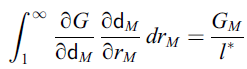 ∫₁^∞ ∂G/∂d_M ∂d_M/∂r_M dr_M = G_M/l*